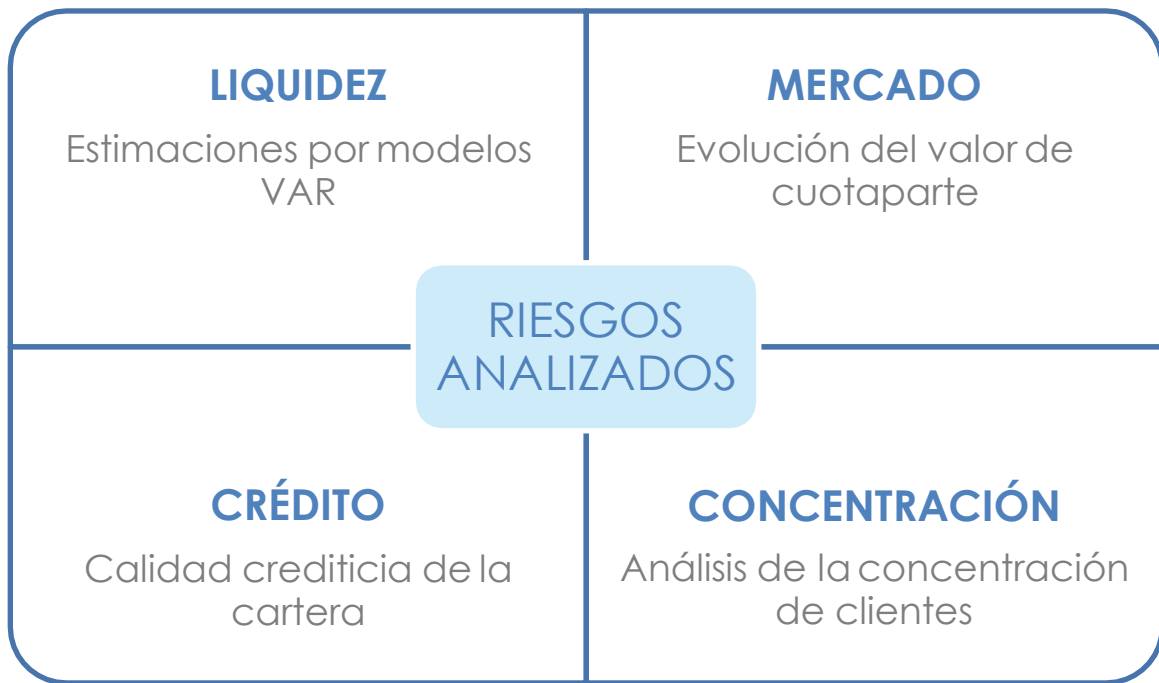 LIQUIDEZ
Estimaciones por modelos
VAR
MERCADO
Evolución del valor de
cuotaparte
RIESGOS
ANALIZADOS
CRÉDITO
Calidad crediticia de la
cartera
CONCENTRACIÓN
Análisis de la concentración
de clientes